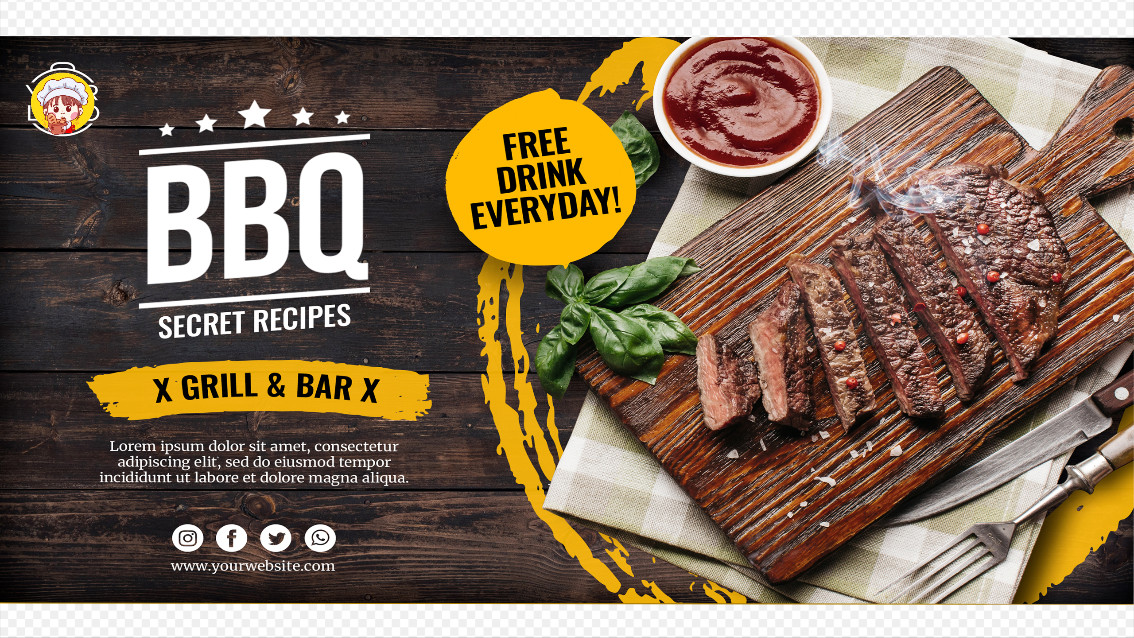 BBQ
SECRET RECIPES
X GRILL & BAR X
FREE
DRINK
EVERYDAY!
Lorem ipsum dolor sit amet, consectetur
adipiscing elit, sed do eiusmod tempor
incididunt ut labore et dolore magna aliqua.
www.yourwebsite.com